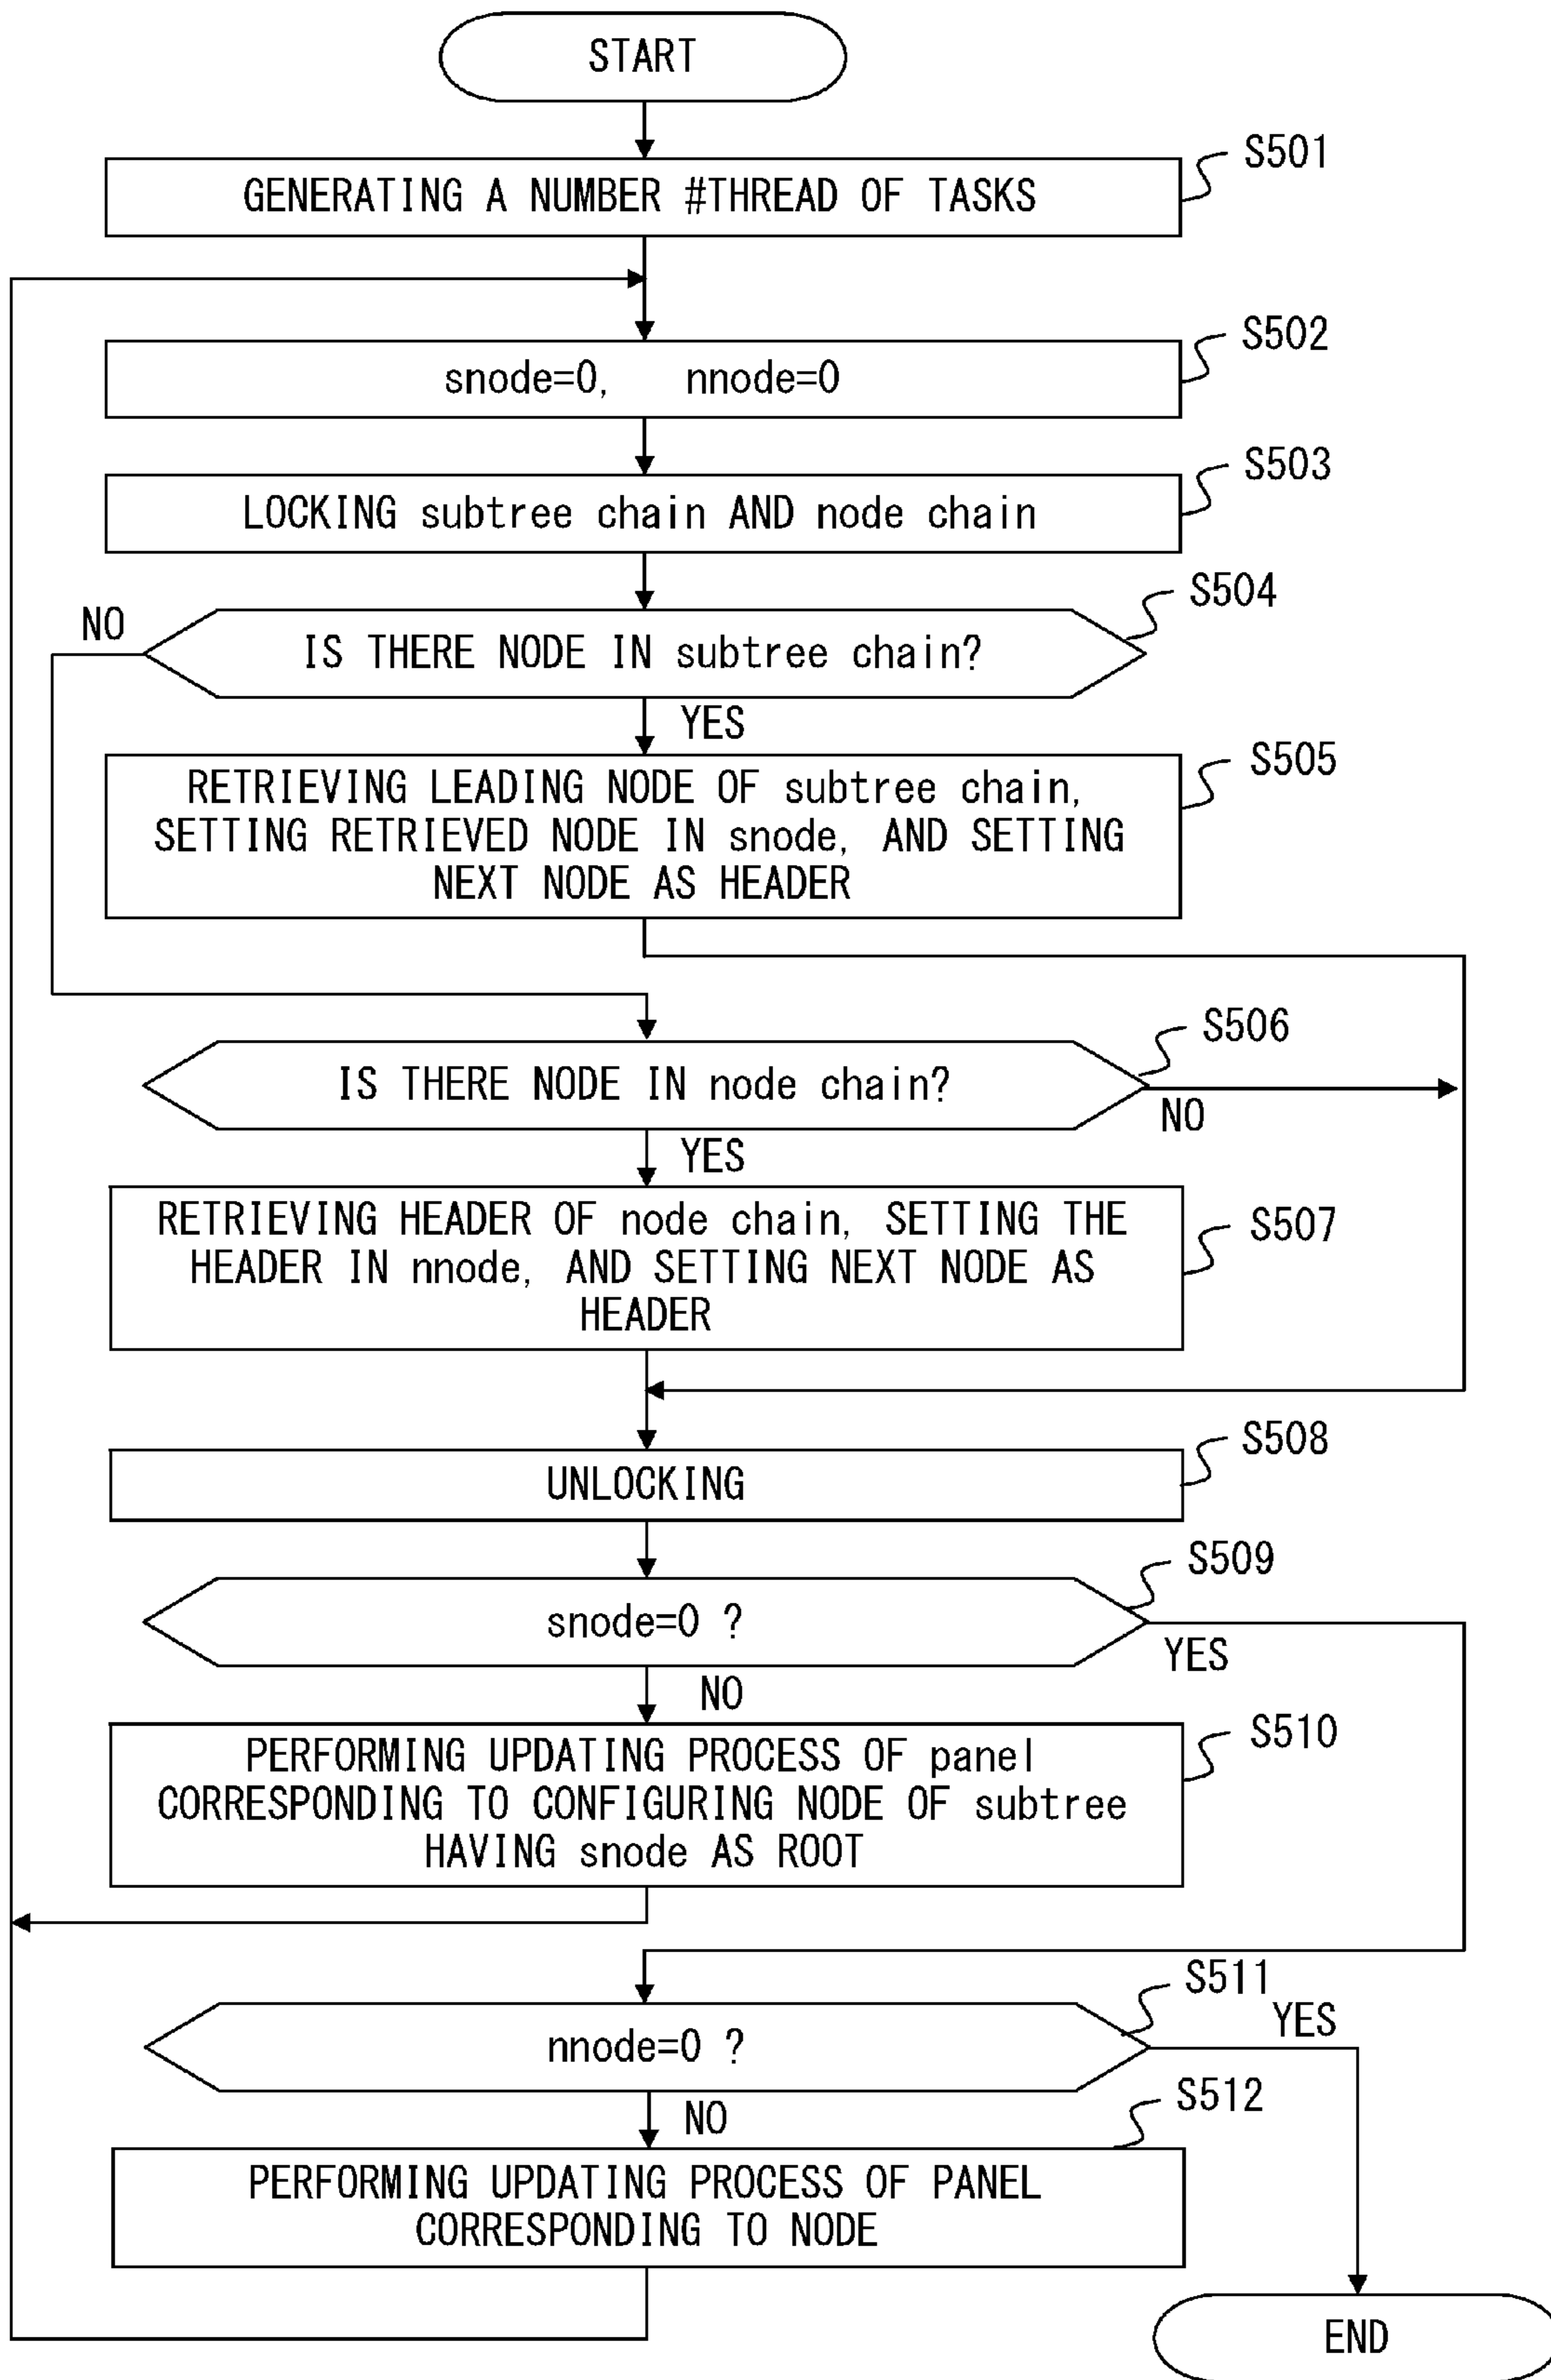 START
S501
GENERATING A NUMBER #THREAD OF TASKS
S502
snode=0, nnode=0
S503
LOCKING subtree chain AND node chain
S504
NO
IS THERE NODE IN subtree chain?
YES
S505
RETRIEVING LEADING NODE OF subtree chain,
SETTING RETRIEVED NODE IN snode, AND SETTING
NEXT NODE AS HEADER
S506
IS THERE NODE IN node chain?
NO
YES
RETRIEVING HEADER OF node chain, SETTING THE
S507
HEADER IN nnode, AND SETTING NEXT NODE AS
HEADER
S508
UNLOCKING
S509
snode=0 ?
YES
NO
S510
PERFORMING UPDATING PROCESS OF panel
CORRESPONDING TO CONFIGURING NODE OF subtree
HAVING snode AS ROOT
S511
YES
nnode=0 ?
S512
NO
PERFORMING UPDATING PROCESS OF PANEL
CORRESPONDING TO NODE
END